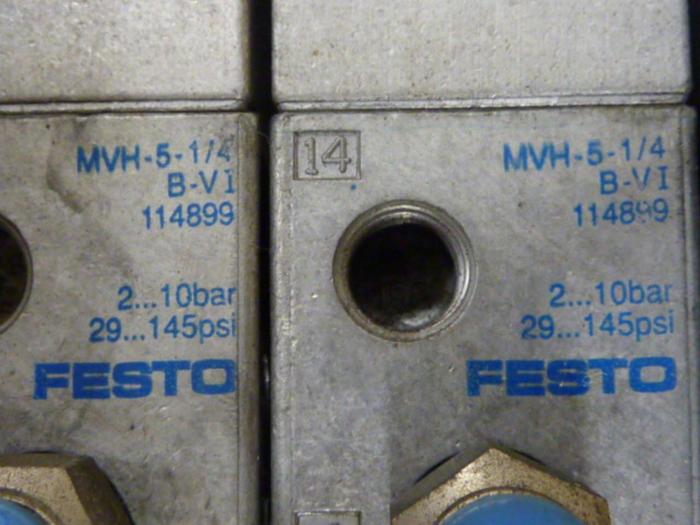 MVH-5-1/4
B-VI
114899
2...10bar
29...145psi
FESTO
14
MVH-5-1/4
B-VI
114899
2...10bar
29...145psi
FESTO